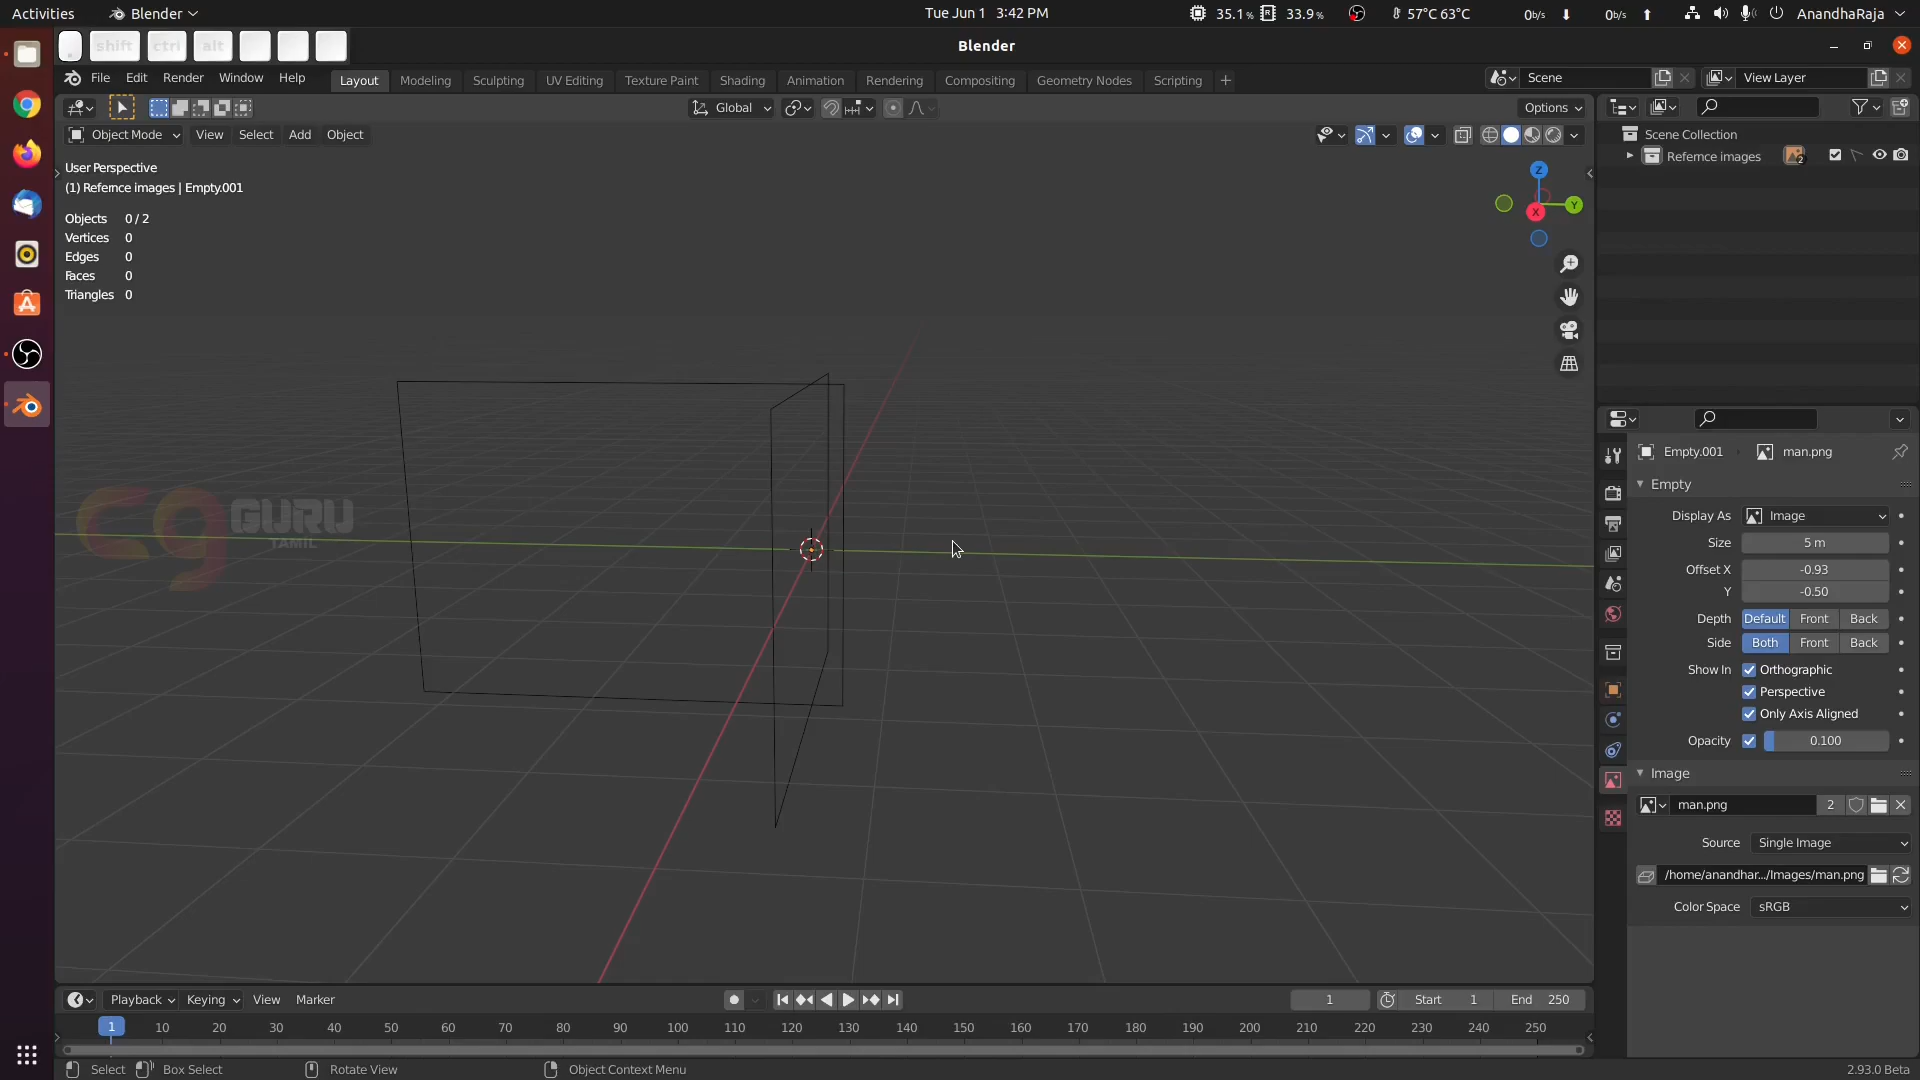 Activities Blender Tue Jun 1 3:42 PM 35.1% 33.9% 57°C 63°C 0b/s 0b/s AnandhaRaja
shift ctrl alt Blender
File Edit Render Window Help Layout Modeling Sculpting UV Editing Texture Paint Shading Animation Rendering Compositing Geometry Nodes Scripting + Scene View Layer
Global Options
Object Mode View Select Add Object Scene Collection
Refernce images 2
User Perspective
(1) Refernce images | Empty.001
Objects 0 / 2
Vertices 0
Edges 0
Faces 0
Triangles 0
Z
Y
X
Empty.001 man.png
Empty
Display As Image
Size 5 m
Offset X -0.93
Y -0.50
Depth Default Front Back
Side Both Front Back
Show In Orthographic
Perspective
Only Axis Aligned
Opacity 0.100
Image
man.png 2
Source Single Image
/home/anandhar.../Images/man.png
Color Space sRGB
CG GURU
TAMIL
Playback Keying View Marker 1 Start 1 End 250
1 10 20 30 40 50 60 70 80 90 100 110 120 130 140 150 160 170 180 190 200 210 220 230 240 250
Select Box Select Rotate View Object Context Menu 2.93.0 Beta